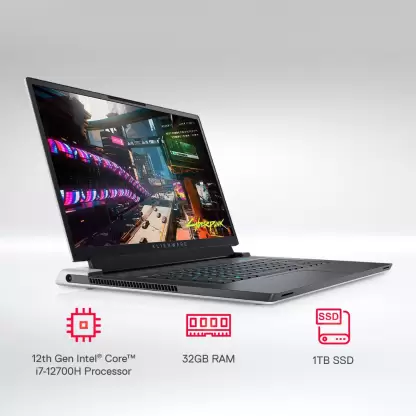 Cyberpunk
ALIENWARE
SSD
12th Gen Intel® Core™
i7-12700H Processor
32GB RAM
1TB SSD